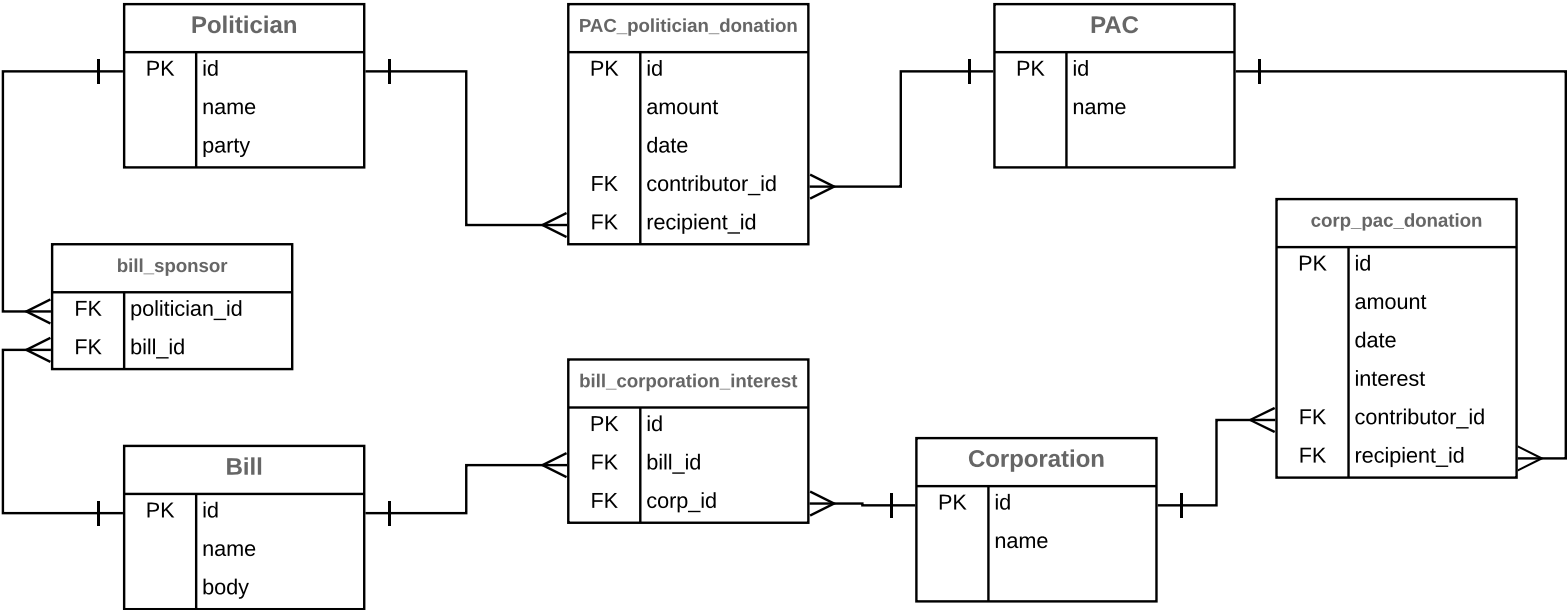 Politician
PK id
name
party
PAC_politician_donation
PK id
amount
date
FK contributor_id
FK recipient_id
PAC
PK id
name
bill_sponsor
FK politician_id
FK bill_id
corp_pac_donation
PK id
amount
date
interest
FK contributor_id
FK recipient_id
Bill
PK id
name
body
bill_corporation_interest
PK id
FK bill_id
FK corp_id
Corporation
PK id
name